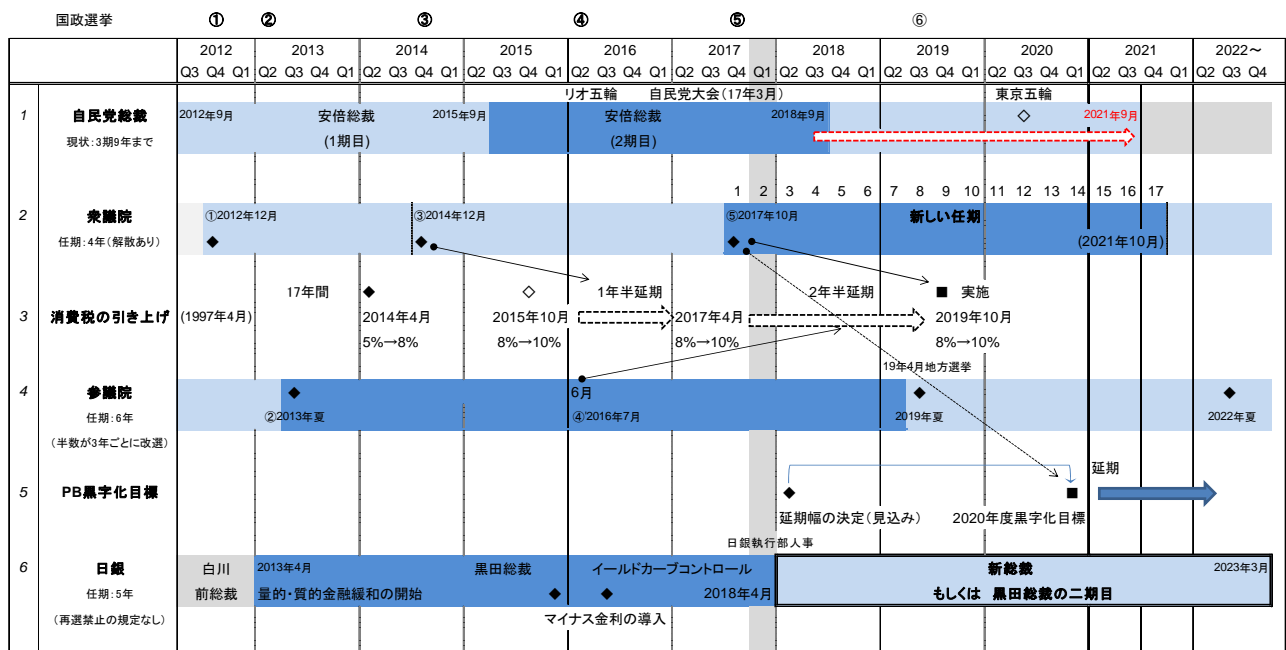 国政選挙 ① ② ③ ④ ⑤ ⑥
2012 2013 2014 2015 2016 2017 2018 2019 2020 2021 2022～
Q3 Q4 Q1 Q2 Q3 Q4 Q1 Q2 Q3 Q4 Q1 Q2 Q3 Q4 Q1 Q2 Q3 Q4 Q1 Q2 Q3 Q4 Q1 Q2 Q3 Q4 Q1 Q2 Q3 Q4 Q1 Q2 Q3 Q4 Q1 Q2 Q3 Q4 Q1 Q2 Q3 Q4
リオ五輪 自民党大会(17年3月) 東京五輪
1 自民党総裁 2012年9月 安倍総裁 2015年9月 安倍総裁 2018年9月 ◇ 2021年9月
現状：3期9年まで (1期目) (2期目)
1 2 3 4 5 6 7 8 9 10 11 12 13 14 15 16 17
2 衆議院 ①2012年12月 ③2014年12月 ⑤2017年10月 新しい任期
任期：4年(解散あり) ◆ ◆ ◆ (2021年10月)
17年間 ◆ ◇ 1年半延期 2年半延期 ■ 実施
3 消費税の引き上げ (1997年4月) 2014年4月 2015年10月 2017年4月 2019年10月
5%→8% 8%→10% 8%→10% 8%→10%
19年4月地方選挙
4 参議院 ◆ 6月 ◆ ◆
任期：6年 ②2013年夏 ④'2016年7月 2019年夏 2022年夏
(半数が3年ごとに改選)
延期
5 PB黒字化目標 ◆ ■
延期幅の決定(見込み) 2020年度黒字化目標
日銀執行部人事
6 日銀 白川 2013年4月 黒田総裁 イールドカーブコントロール 新総裁 2023年3月
任期：5年 前総裁 量的・質的金融緩和の開始 ◆ ◆ 2018年4月 もしくは 黒田総裁の二期目
(再選禁止の規定なし) マイナス金利の導入